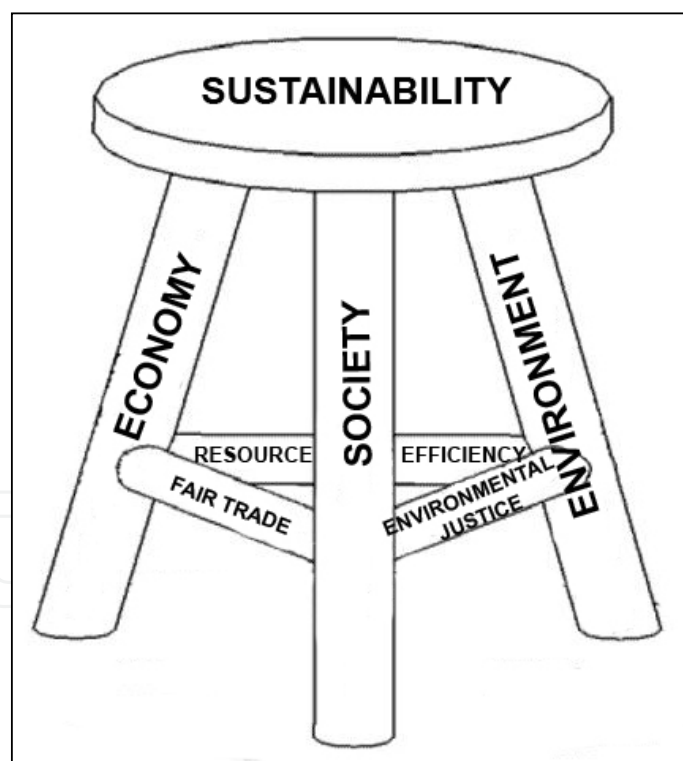 SUSTAINABILITY
ECONOMY
SOCIETY
ENVIRONMENT
RESOURCE EFFICIENCY
FAIR TRADE
ENVIRONMENTAL
JUSTICE